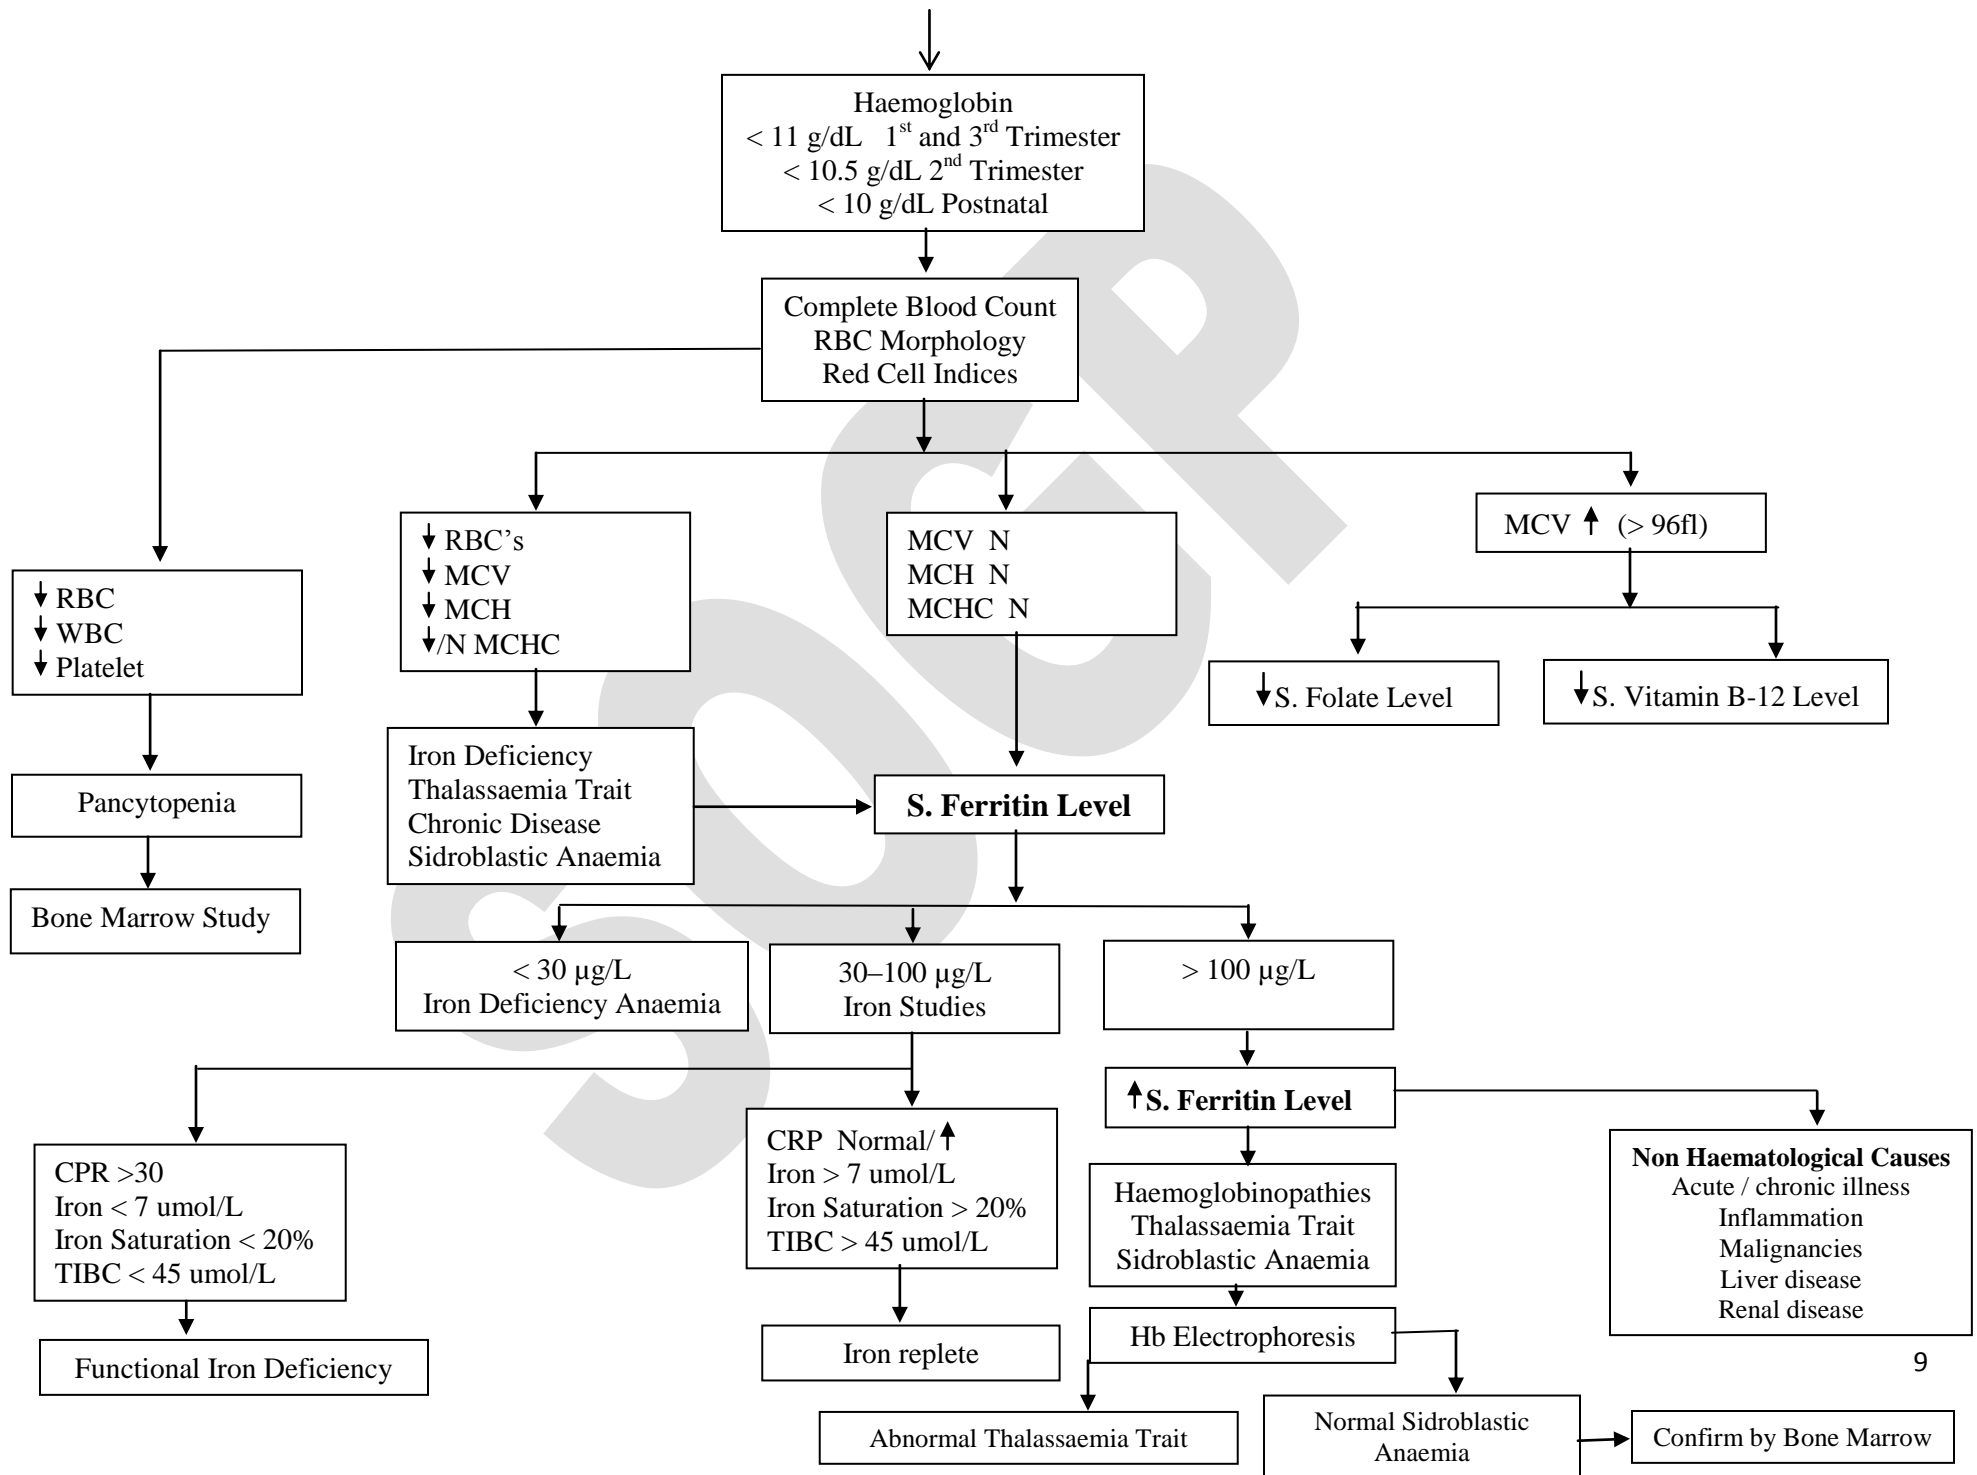 Haemoglobin
< 11 g/dL 1st and 3rd Trimester
< 10.5 g/dL 2nd Trimester
< 10 g/dL Postnatal
Complete Blood Count
RBC Morphology
Red Cell Indices
↓ RBC
↓ WBC
↓ Platelet
↓ RBC’s
↓ MCV
↓ MCH
↓/N MCHC
MCV N
MCH N
MCHC N
MCV ↑ (> 96fl)
↓S. Folate Level
↓S. Vitamin B-12 Level
Pancytopenia
Bone Marrow Study
Iron Deficiency
Thalassaemia Trait
Chronic Disease
Sidroblastic Anaemia
S. Ferritin Level
< 30 µg/L
Iron Deficiency Anaemia
30–100 µg/L
Iron Studies
> 100 µg/L
CPR >30
Iron < 7 umol/L
Iron Saturation < 20%
TIBC < 45 umol/L
Functional Iron Deficiency
CRP Normal/↑
Iron > 7 umol/L
Iron Saturation > 20%
TIBC > 45 umol/L
Iron replete
↑S. Ferritin Level
Haemoglobinopathies
Thalassaemia Trait
Sidroblastic Anaemia
Hb Electrophoresis
Non Haematological Causes
Acute / chronic illness
Inflammation
Malignancies
Liver disease
Renal disease
9
Abnormal Thalassaemia Trait
Normal Sidroblastic
Anaemia
Confirm by Bone Marrow
SOGP